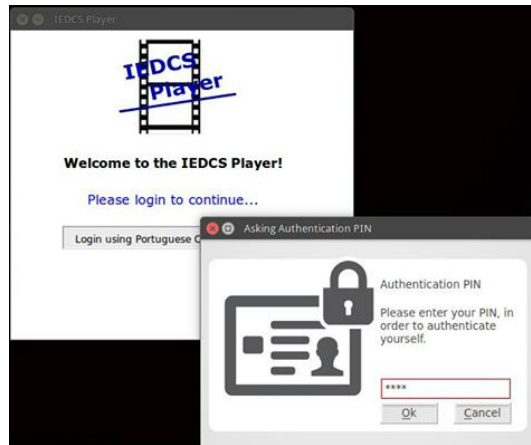 IEDCS Player
IEDCS
Player
Welcome to the IEDCS Player!
Please login to continue...
Login using Portuguese C
Asking Authentication PIN
Authentication PIN
Please enter your PIN, in
order to authenticate
yourself.
****
Ok
Cancel